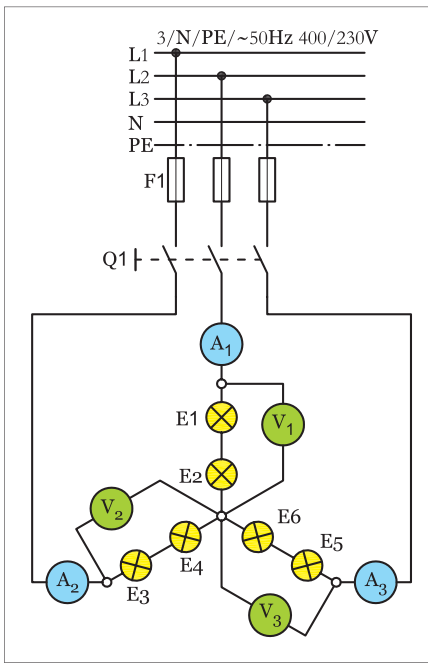 3/N/PE/~50Hz 400/230V
L1
L2
L3
N
PE
F1
Q1
A1
E1
V1
E2
V2
E6
E4
E5
E3
A2
A3
V3